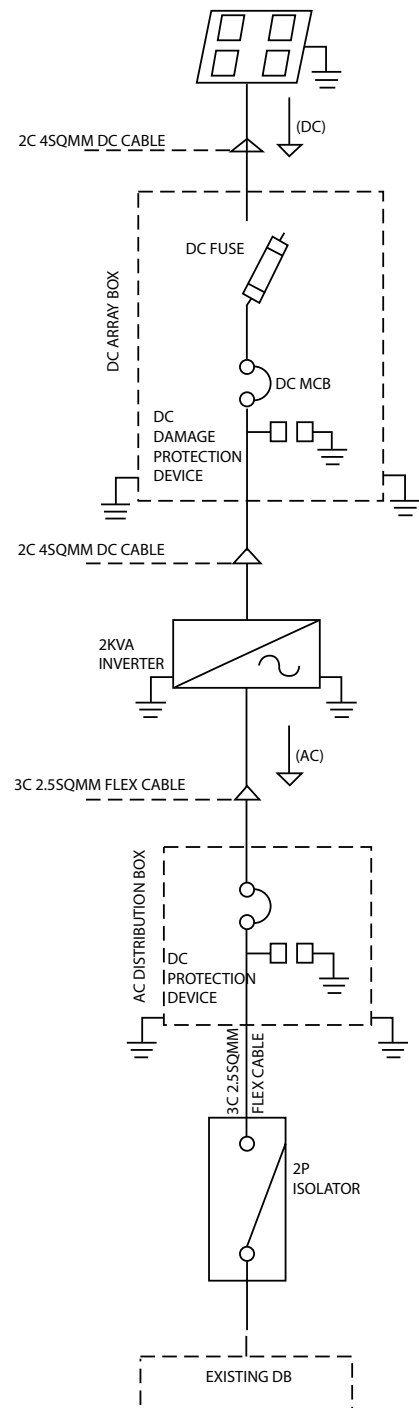 (DC)
2C 4SQMM DC CABLE
DC ARRAY BOX
DC FUSE
DC MCB
DC
DAMAGE
PROTECTION
DEVICE
2C 4SQMM DC CABLE
2KVA
INVERTER
(AC)
3C 2.5SQMM FLEX CABLE
AC DISTRIBUTION BOX
DC
PROTECTION
DEVICE
3C 2.5SQMM
FLEX CABLE
2P
ISOLATOR
EXISTING DB